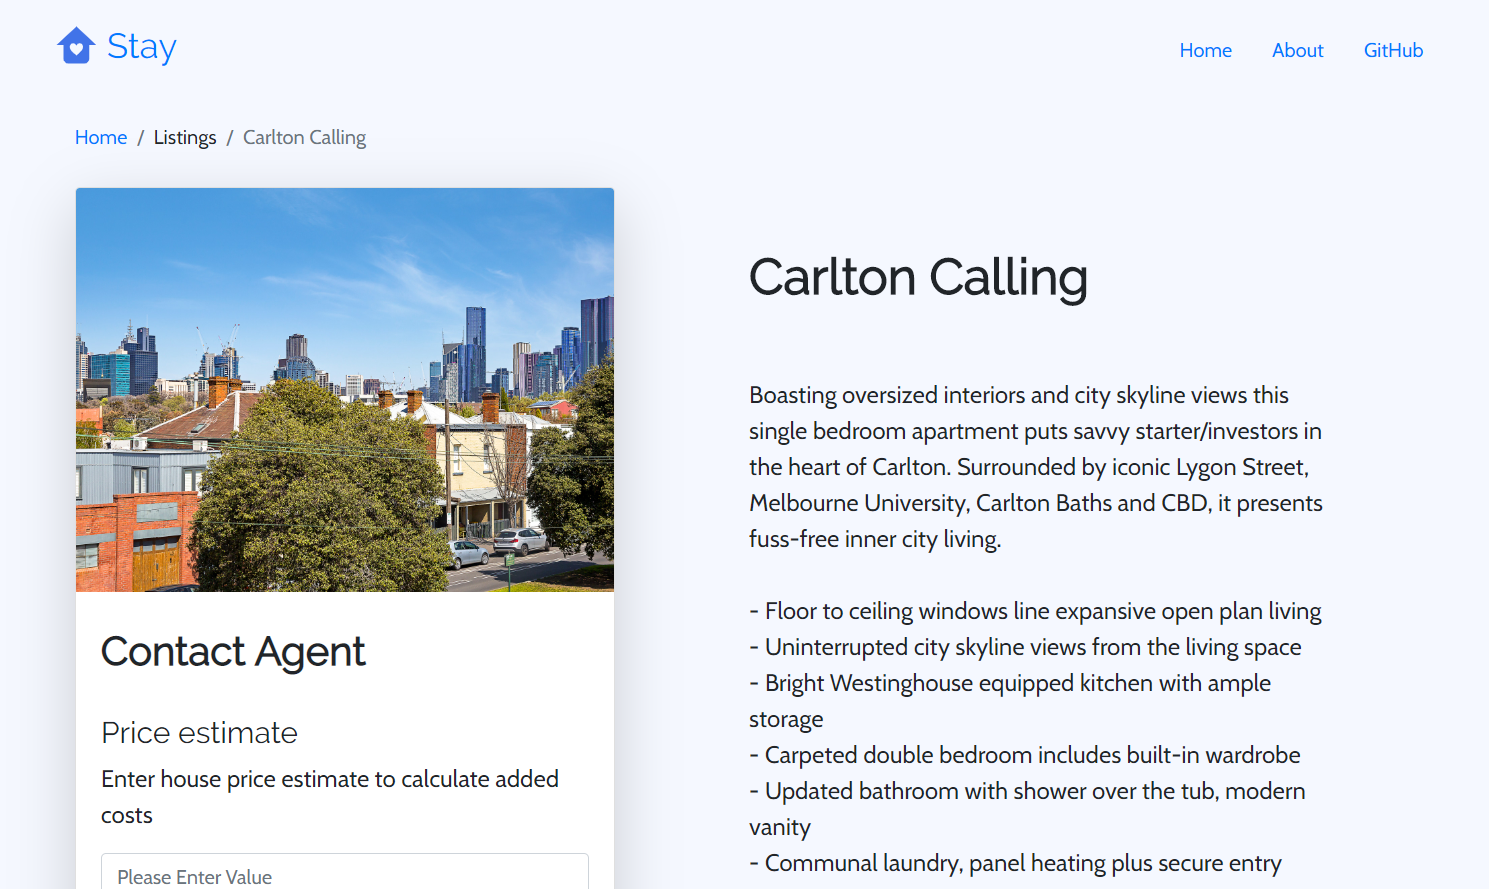 Stay
Home
About
GitHub
Home / Listings / Carlton Calling
Contact Agent
Price estimate
Enter house price estimate to calculate added
costs
Please Enter Value
Carlton Calling
Boasting oversized interiors and city skyline views this
single bedroom apartment puts savvy starter/investors in
the heart of Carlton. Surrounded by iconic Lygon Street,
Melbourne University, Carlton Baths and CBD, it presents
fuss-free inner city living.
- Floor to ceiling windows line expansive open plan living
- Uninterrupted city skyline views from the living space
- Bright Westinghouse equipped kitchen with ample
storage
- Carpeted double bedroom includes built-in wardrobe
- Updated bathroom with shower over the tub, modern
vanity
- Communal laundry, panel heating plus secure entry